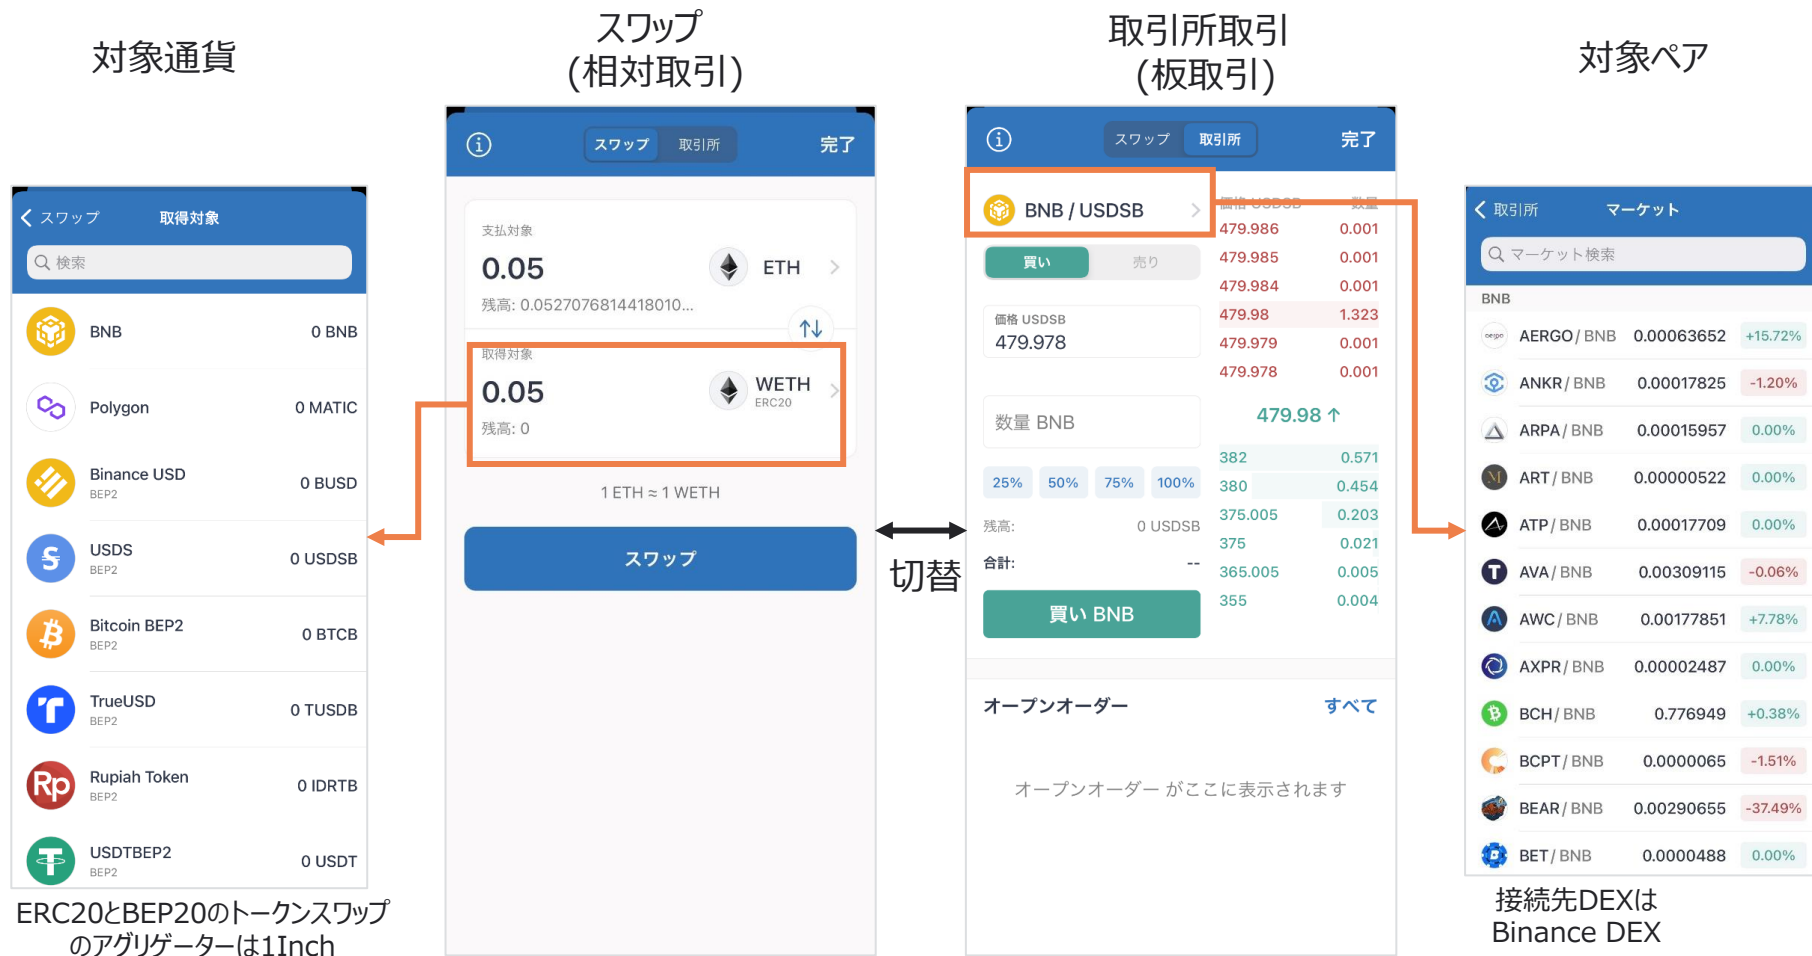 対象通貨
スワップ
(相対取引)
取引所取引
(板取引)
対象ペア
スワップ
取得対象
検索
BNB 0 BNB
Polygon 0 MATIC
Binance USD 0 BUSD
BEP2
USDS 0 USDSB
BEP2
Bitcoin BEP2 0 BTCB
BEP2
TrueUSD 0 TUSDB
BEP2
Rupiah Token 0 IDRTB
BEP2
USDTBEP2 0 USDT
BEP2
ERC20とBEP20のトークンスワップ
のアグリゲーターは1Inch
スワップ 取引所 完了
支払対象
0.05 ETH
残高: 0.0527076814418010...
取得対象
0.05 WETH
ERC20
残高: 0
1 ETH ≈ 1 WETH
スワップ
切替
スワップ 取引所 完了
BNB / USDSB
買い 売り
価格 USDSB
479.978
数量 BNB
25% 50% 75% 100%
残高: 0 USDSB
合計: --
買い BNB
価格 USDSB 数量
479.986 0.001
479.985 0.001
479.984 0.001
479.98 1.323
479.979 0.001
479.978 0.001
479.98 ↑
382 0.571
380 0.454
375.005 0.203
375 0.021
365.005 0.005
355 0.004
オープンオーダー すべて
オープンオーダー がここに表示されます
取引所 マーケット
マーケット検索
BNB
AERGO / BNB 0.00063652 +15.72%
ANKR / BNB 0.00017825 -1.20%
ARPA / BNB 0.00015957 0.00%
ART / BNB 0.00000522 0.00%
ATP / BNB 0.00017709 0.00%
AVA / BNB 0.00309115 -0.06%
AWC / BNB 0.00177851 +7.78%
AXPR / BNB 0.00002487 0.00%
BCH / BNB 0.776949 +0.38%
BCPT / BNB 0.0000065 -1.51%
BEAR / BNB 0.00290655 -37.49%
BET / BNB 0.0000488 0.00%
接続先DEXは
Binance DEX